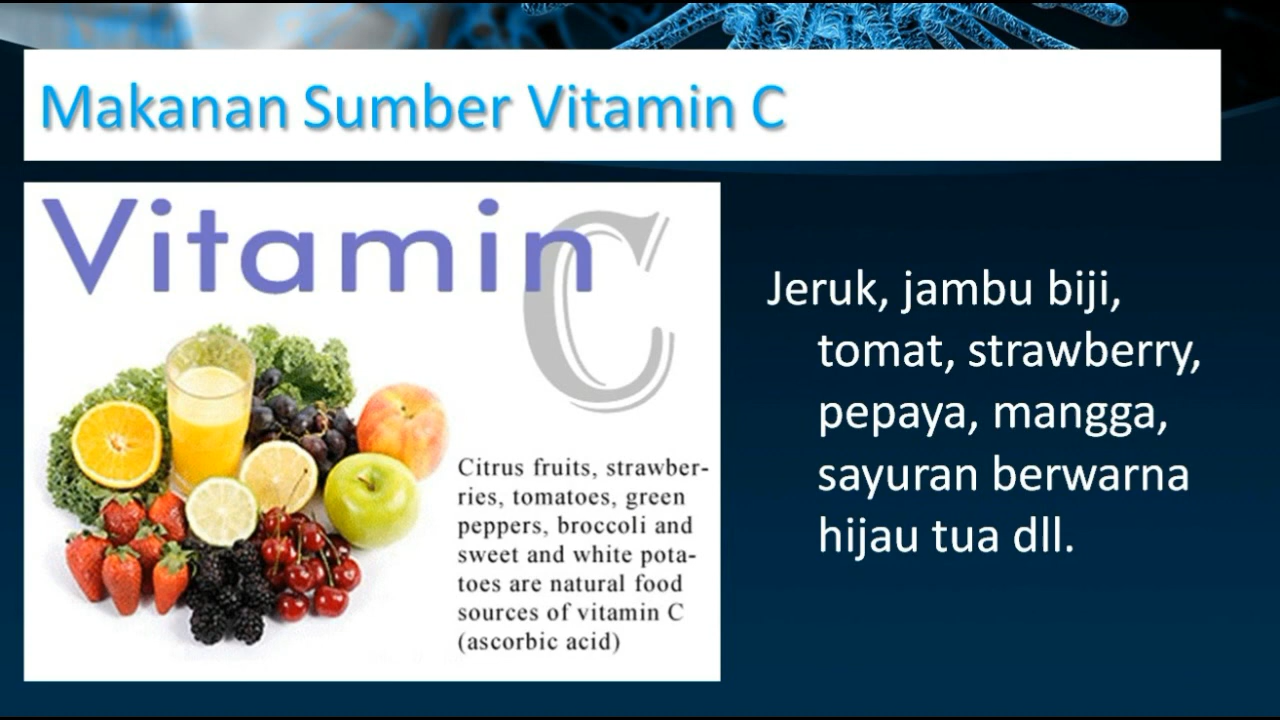 Makanan Sumber Vitamin C
Vitamin C
Citrus fruits, strawber-
ries, tomatoes, green
peppers, broccoli and
sweet and white pota-
toes are natural food
sources of vitamin C
(ascorbic acid)
Jeruk, jambu biji,
tomat, strawberry,
pepaya, mangga,
sayuran berwarna
hijau tua dll.